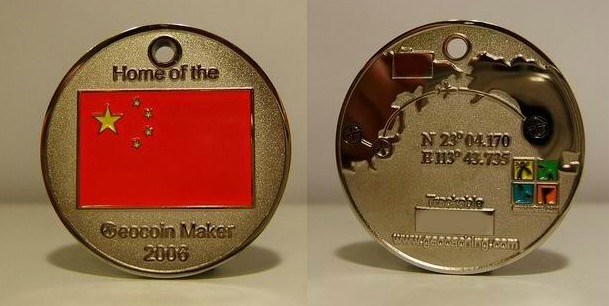 Home of the
Geocoin Maker
2006
N 23° 04.170
E 113° 43.735
Trackable
www.geocaching.com